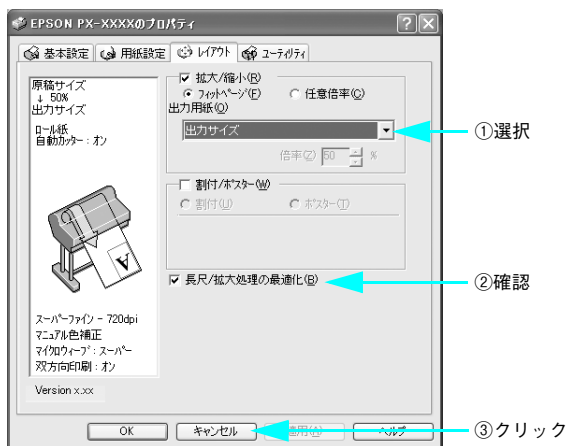 EPSON PX-XXXXのプロパティ
基本設定 用紙設定 レイアウト ユーティリティ
原稿サイズ
↓ 50%
出力サイズ
ロール紙
自動カッター : オン
A
スーパーファイン - 720dpi
マニュアル色補正
マイクロウィーブ : スーパー
双方向印刷 : オン
Version x.xx
拡大/縮小(R)
フィットページ(F) 任意倍率(C)
出力用紙(O)
出力サイズ
①選択
倍率(Z) 50 %
割付/ポスター(W)
割付(U) ポスター(T)
長尺/拡大処理の最適化(B)
②確認
OK キャンセル 適用(A) ヘルプ
③クリック